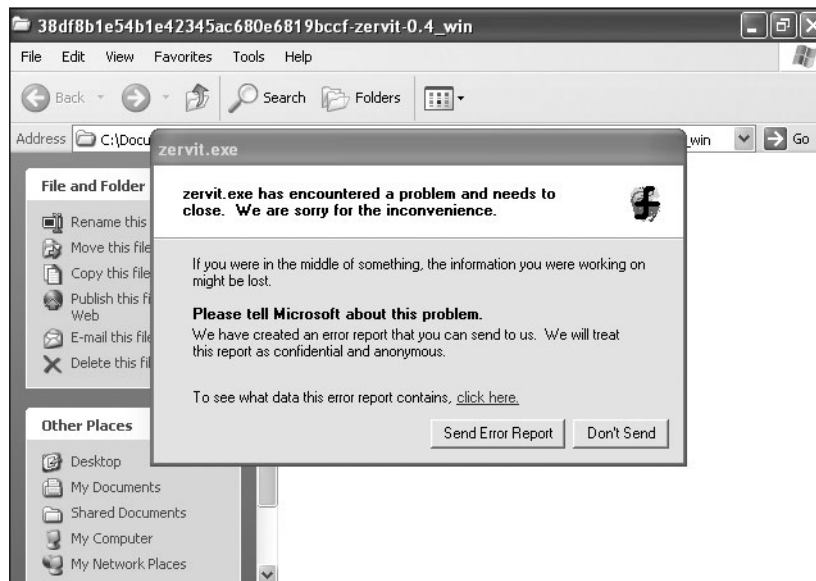 38df8b1e54b1e42345ac680e6819bccf-zervit-0.4_win
File Edit View Favorites Tools Help
Back Search Folders
Address C:\Docu _win Go
zervit.exe
zervit.exe has encountered a problem and needs to
close. We are sorry for the inconvenience.
If you were in the middle of something, the information you were working on
might be lost.
Please tell Microsoft about this problem.
We have created an error report that you can send to us. We will treat
this report as confidential and anonymous.
To see what data this error report contains, click here.
Send Error Report Don't Send
File and Folder
Rename this
Move this file
Copy this file
Publish this fi
Web
E-mail this file
Delete this fil
Other Places
Desktop
My Documents
Shared Documents
My Computer
My Network Places